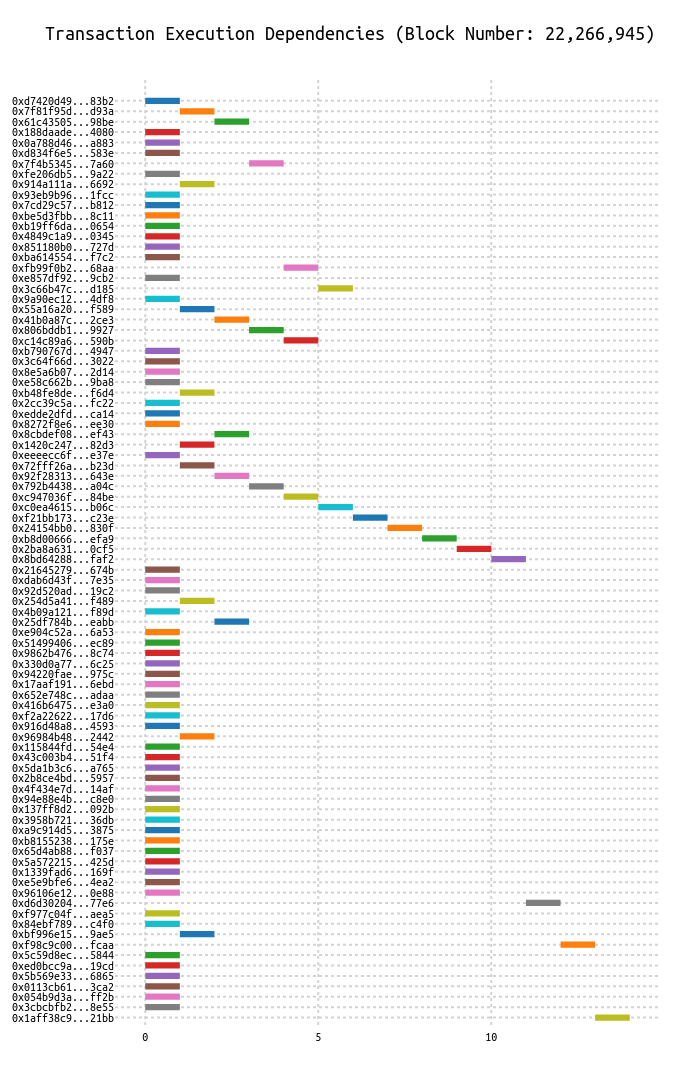 Transaction Execution Dependencies (Block Number: 22,266,945)
0xd7420d49...83b2
0x7f81f95d...d93a
0x61c43505...98be
0x188daade...4080
0x0a788d46...a883
0xd834f6e5...583e
0x7f4b5345...7a60
0xfe206db5...9a22
0x914a111a...6692
0x93eb9b96...1fcc
0x7cd29c57...b812
0xbe5d3fbb...8c11
0xb19ff6da...0654
0x4849c1a9...0345
0x851180b0...727d
0xba614554...f7c2
0xfb99f0b2...68aa
0xe857df92...9cb2
0x3c66b47c...d185
0x9a90ec12...4df8
0x55a16a20...f589
0x41b0a87c...2ce3
0x806bddb1...9927
0xc14c89a6...590b
0xb790767d...4947
0x3c64f66d...3022
0x8e5a6b07...2d14
0xe58c662b...9ba8
0xb48fe8de...f6d4
0x2cc39c5a...fc22
0xedde2dfd...ca14
0x8272f8e6...ee30
0x8cbdef08...ef43
0x1420c247...82d3
0xeeeecc6f...e37e
0x72fff26a...b23d
0x92f28313...643e
0x792b4438...a04c
0xc947036f...84be
0xc0ea4615...b06c
0xf21bb173...c23e
0x24154bb0...830f
0xb8d00666...efa9
0x2ba8a631...0cf5
0x8bd64288...faf2
0x21645279...674b
0xdab6d43f...7e35
0x92d520ad...19c2
0x254d5a41...f489
0x4b09a121...f89d
0x25df784b...eabb
0xe904c52a...6a53
0x51499406...ec89
0x9862b476...8c74
0x330d0a77...6c25
0x94220fae...975c
0x17aaf191...6ebd
0x652e748c...adaa
0x416b6475...e3a0
0xf2a22622...17d6
0x916d48a8...4593
0x96984b48...2442
0x115844fd...54e4
0x43c003b4...51f4
0x5da1b3c6...a765
0x2b8ce4bd...5957
0x4f434e7d...14af
0x94e88e4b...c8e0
0x137ff8d2...092b
0x3958b721...36db
0xa9c914d5...3875
0xb8155238...175e
0x65d4ab88...f037
0x5a572215...425d
0x1339fad6...169f
0xe5e9bfe6...4ea2
0x96106e12...0e88
0xd6d30204...77e6
0xf977c04f...aea5
0x84ebf789...c4f0
0xbf996e15...9ae5
0xf98c9c00...fcaa
0x5c59d8ec...5844
0xed0bcc9a...19cd
0x5b569e33...6865
0x0113cb61...3ca2
0x054b9d3a...ff2b
0x3cbcbfb2...8e55
0x1aff38c9...21bb
0 5 10